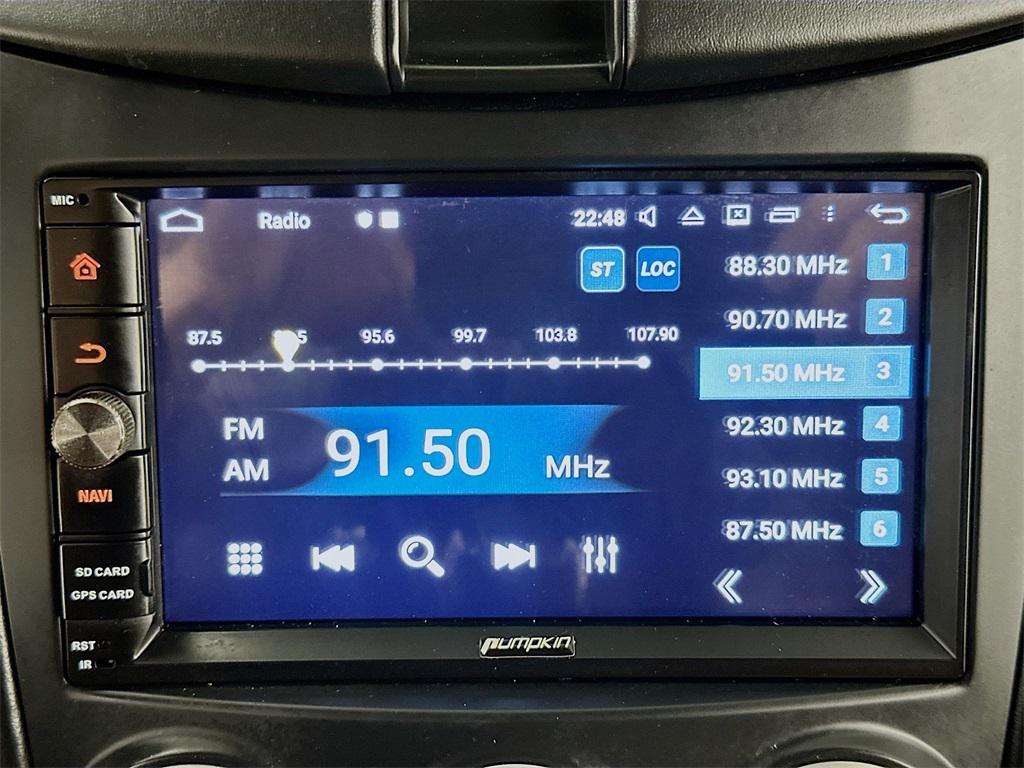 MIC
Radio
22:48
ST LOC
87.5 95.6 99.7 103.8 107.90
FM
AM
91.50 MHz
88.30 MHz 1
90.70 MHz 2
91.50 MHz 3
92.30 MHz 4
93.10 MHz 5
87.50 MHz 6
NAVI
SD CARD
GPS CARD
RST
IR
PUMPKIN